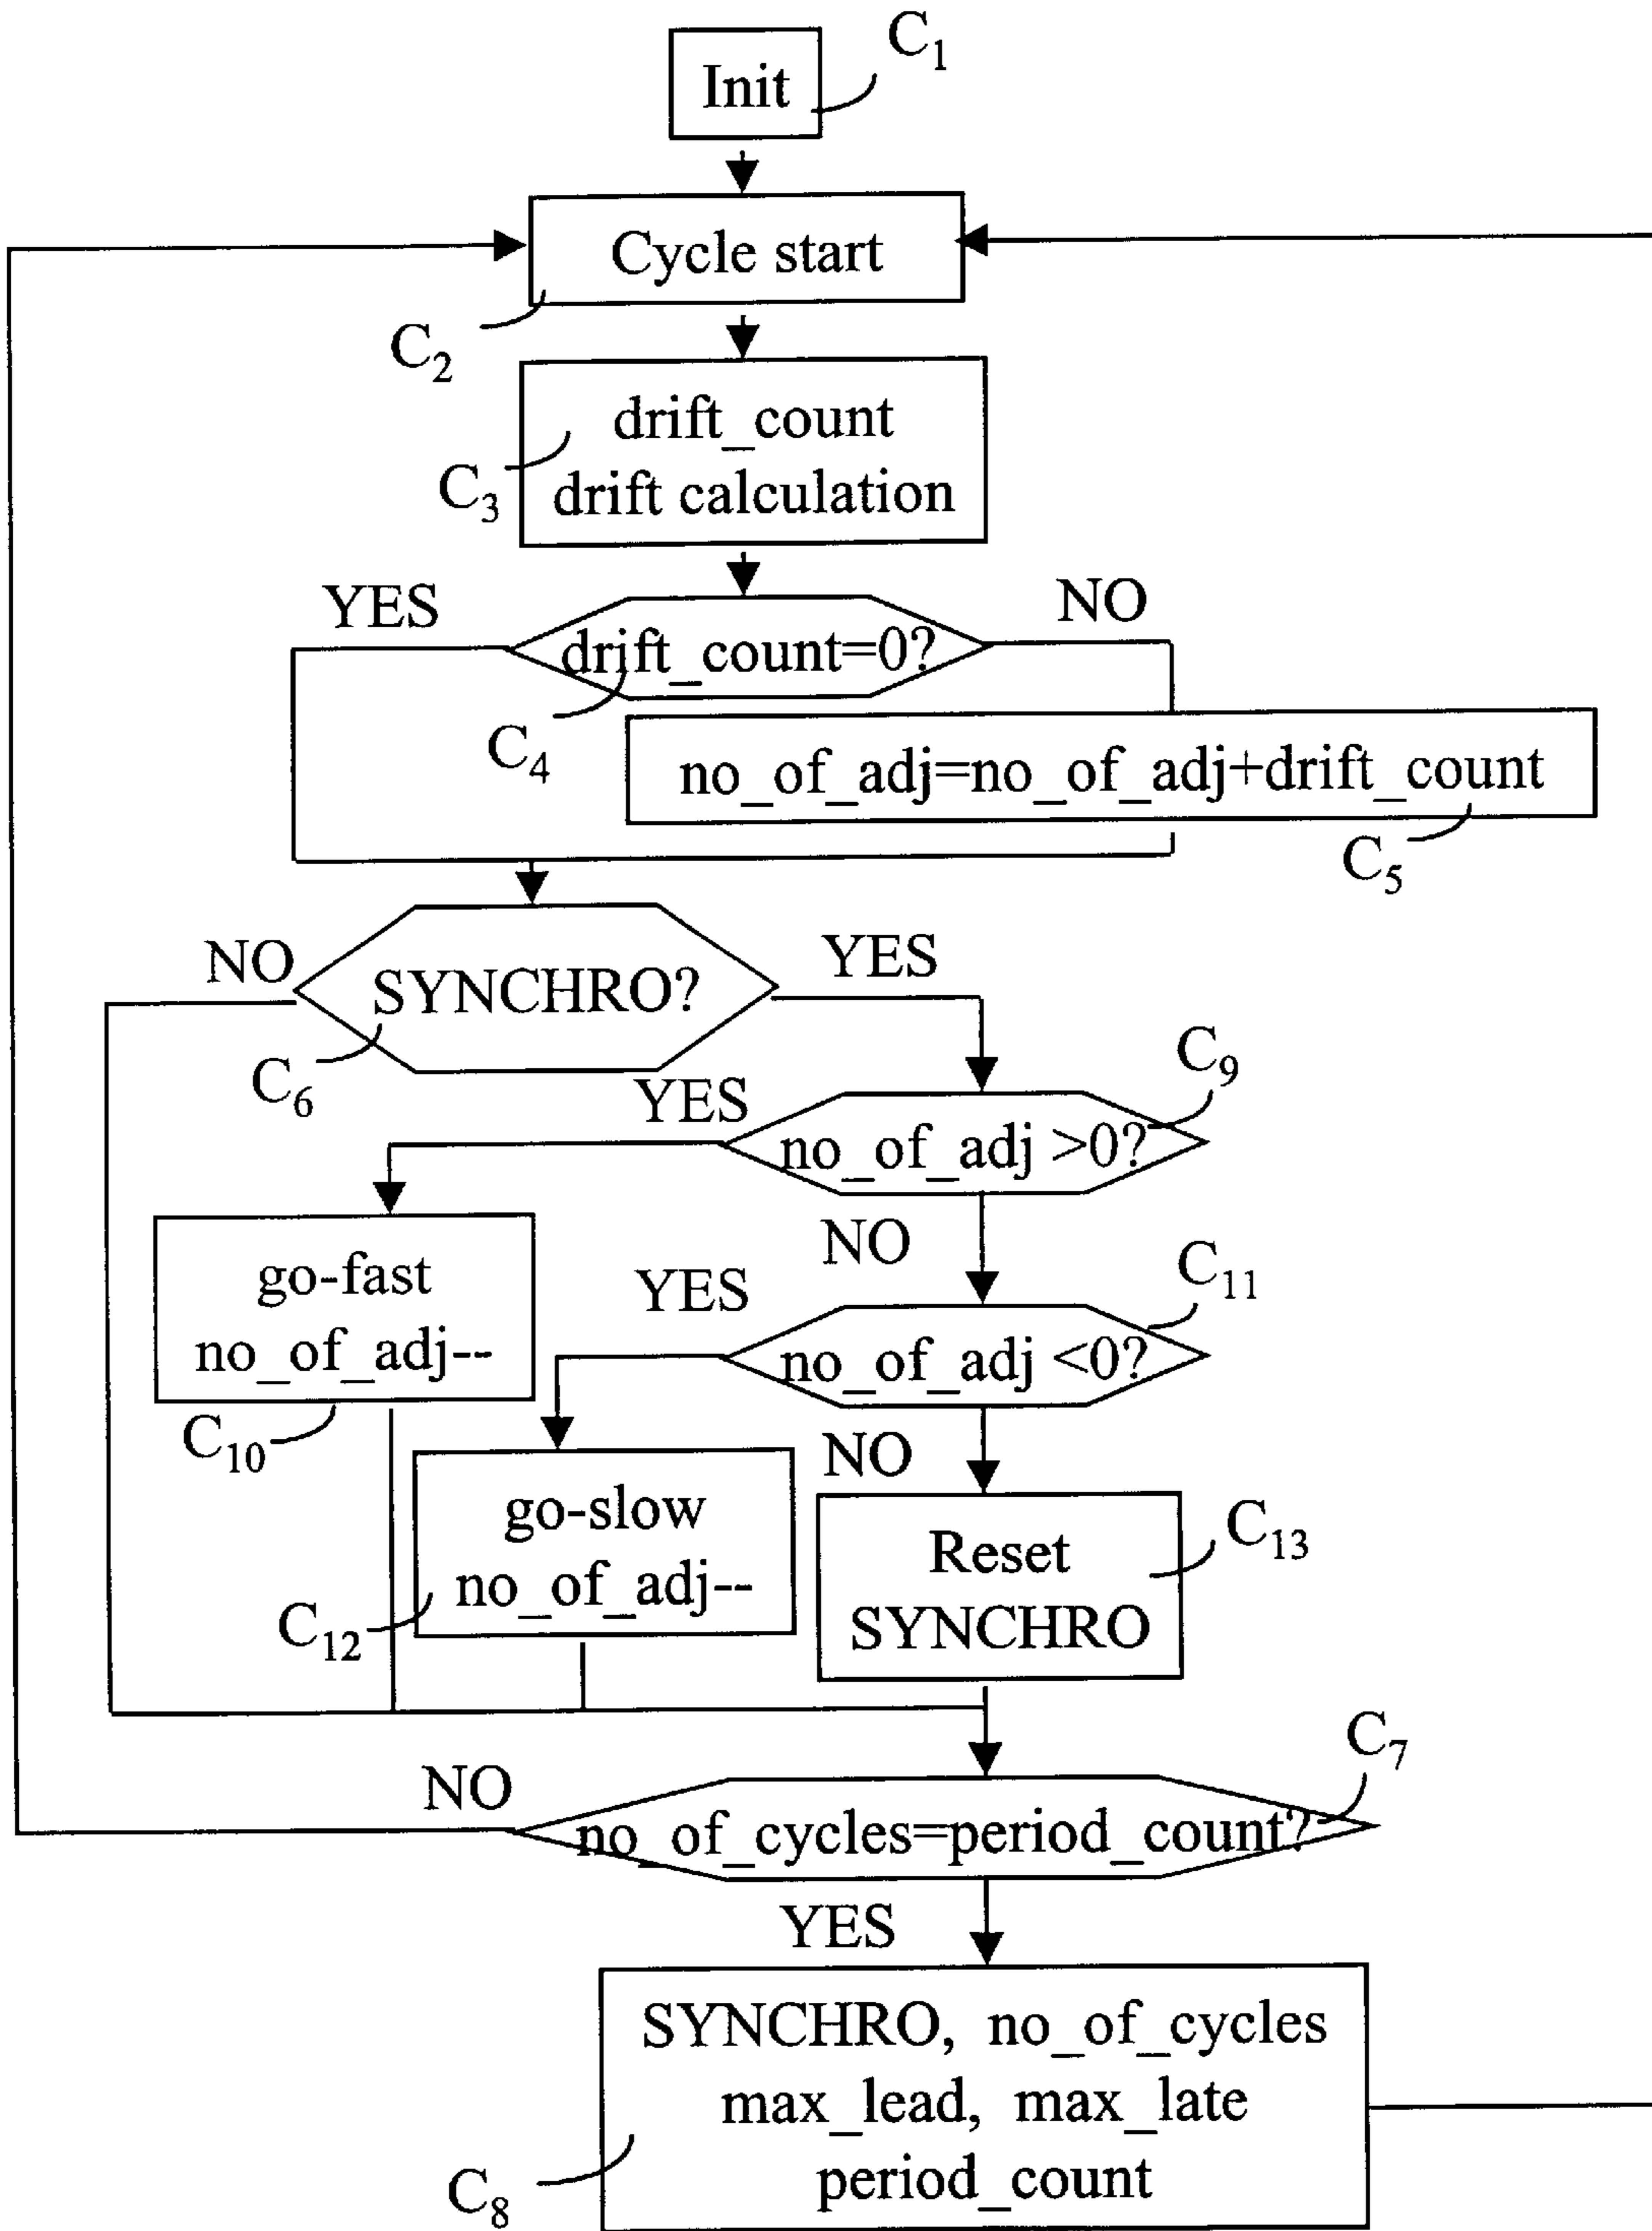 Init
C1
Cycle start
C2
drift_count
drift calculation
C3
YES
NO
drift_count=0?
C4
no_of_adj=no_of_adj+drift_count
C5
NO
YES
SYNCHRO?
C6
C9
YES
no_of_adj >0?
NO
go-fast
no_of_adj--
C10
C11
YES
no_of_adj <0?
NO
go-slow
no_of_adj--
C12
Reset
SYNCHRO
C13
C7
NO
no_of_cycles=period_count?
YES
SYNCHRO, no_of_cycles
max_lead, max_late
period_count
C8